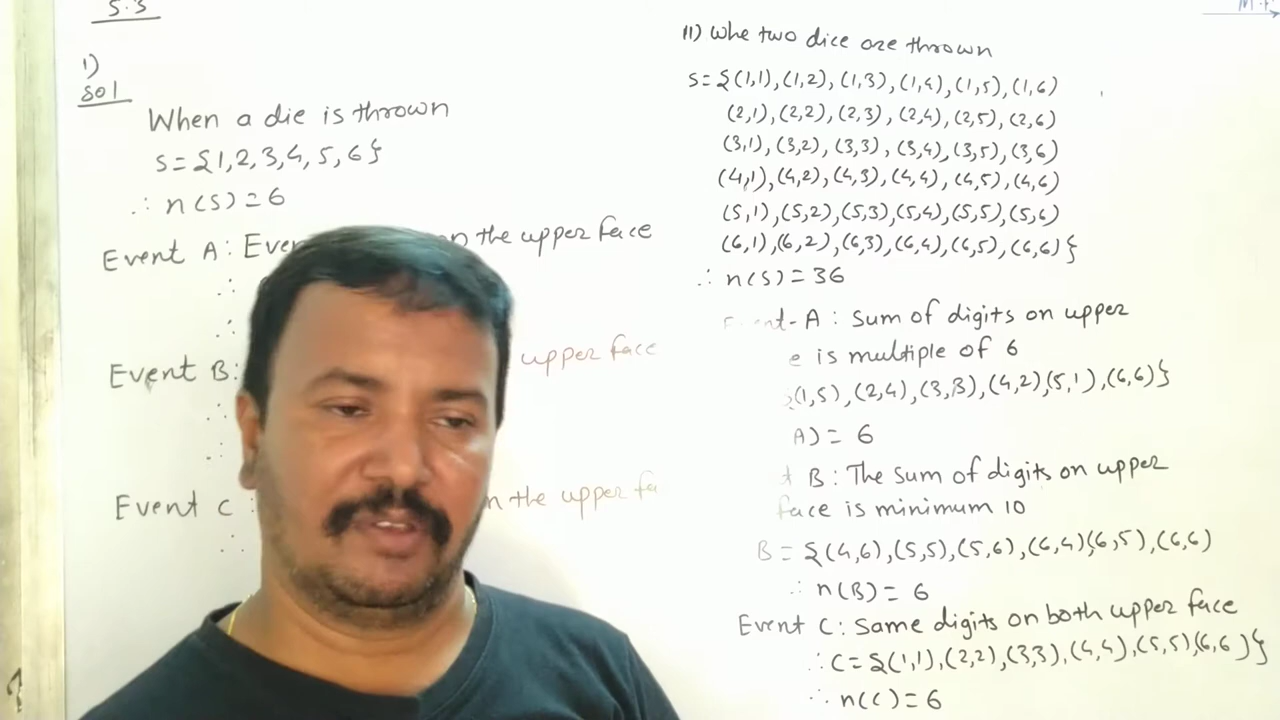 5.3
1)
sol
When a die is thrown
S={1,2,3,4,5,6}
∴ n(S)=6
Event A: Even on the upper face
∴
∴
Event B: upper face
∴
∴
Event C: on the upper fa
∴
11) Whe two dice are thrown
S={(1,1),(1,2),(1,3),(1,4),(1,5),(1,6)
(2,1),(2,2),(2,3),(2,4),(2,5),(2,6)
(3,1),(3,2),(3,3),(3,4),(3,5),(3,6)
(4,1),(4,2),(4,3),(4,4),(4,5),(4,6)
(5,1),(5,2),(5,3),(5,4),(5,5),(5,6)
(6,1),(6,2),(6,3),(6,4),(6,5),(6,6)}
∴ n(S)=36
nt-A: Sum of digits on upper
e is multiple of 6
(1,5),(2,4),(3,3),(4,2),(5,1),(6,6)}
A)=6
t B: The sum of digits on upper
face is minimum 10
B={(4,6),(5,5),(5,6),(6,4)(6,5),(6,6)
∴ n(B)=6
Event C: Same digits on both upper face
∴C={(1,1),(2,2),(3,3),(4,4),(5,5)(6,6)}
∴ n(C)=6